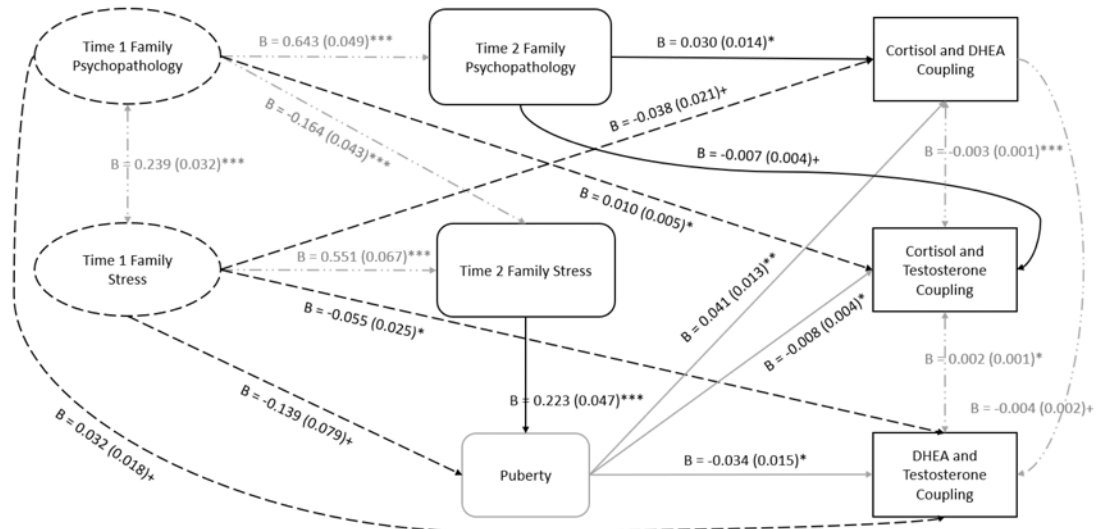 Time 1 Family
Psychopathology
B = 0.643 (0.049)***
Time 2 Family
Psychopathology
B = 0.030 (0.014)*
Cortisol and DHEA
Coupling
B = -0.164 (0.043)***
B = -0.038 (0.021)+
B = 0.239 (0.032)***
B = -0.007 (0.004)+
B = -0.003 (0.001)***
B = 0.010 (0.005)*
Time 1 Family
Stress
B = 0.551 (0.067)***
Time 2 Family Stress
Cortisol and
Testosterone
Coupling
B = -0.055 (0.025)*
B = 0.041 (0.013)**
B = -0.008 (0.004)*
B = 0.002 (0.001)*
B = -0.139 (0.079)+
B = 0.223 (0.047)***
B = -0.004 (0.002)+
B = 0.032 (0.018)+
Puberty
B = -0.034 (0.015)*
DHEA and
Testosterone
Coupling